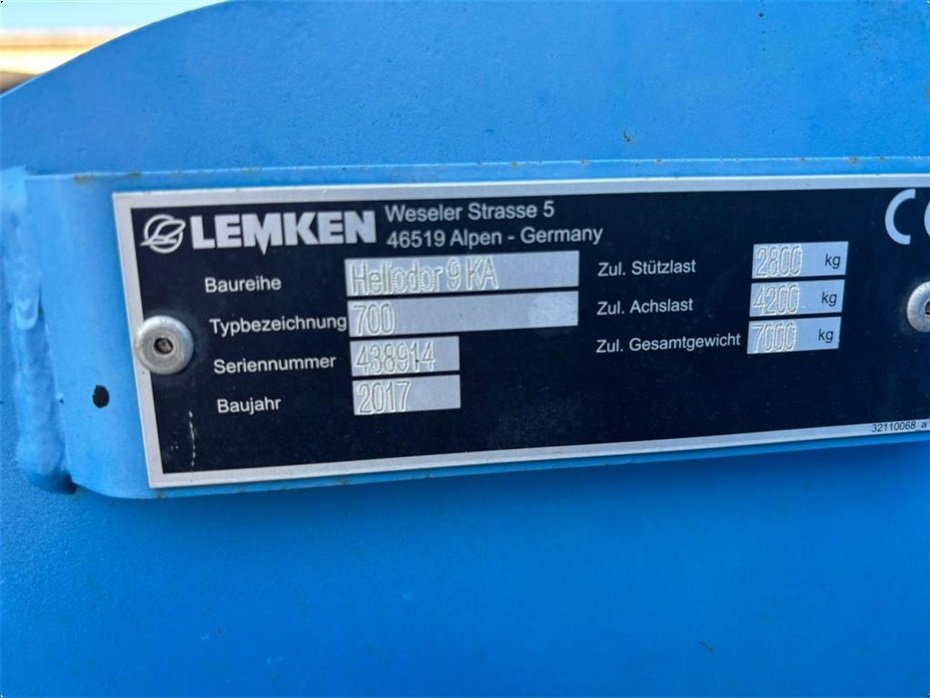 LEMKEN
Weseler Strasse 5
46519 Alpen - Germany
CE
Baureihe Heliodor 9 KA
Typbezeichnung 700
Seriennummer 438914
Baujahr 2017
Zul. Stützlast 2800 kg
Zul. Achslast 4200 kg
Zul. Gesamtgewicht 7000 kg
32110068 a